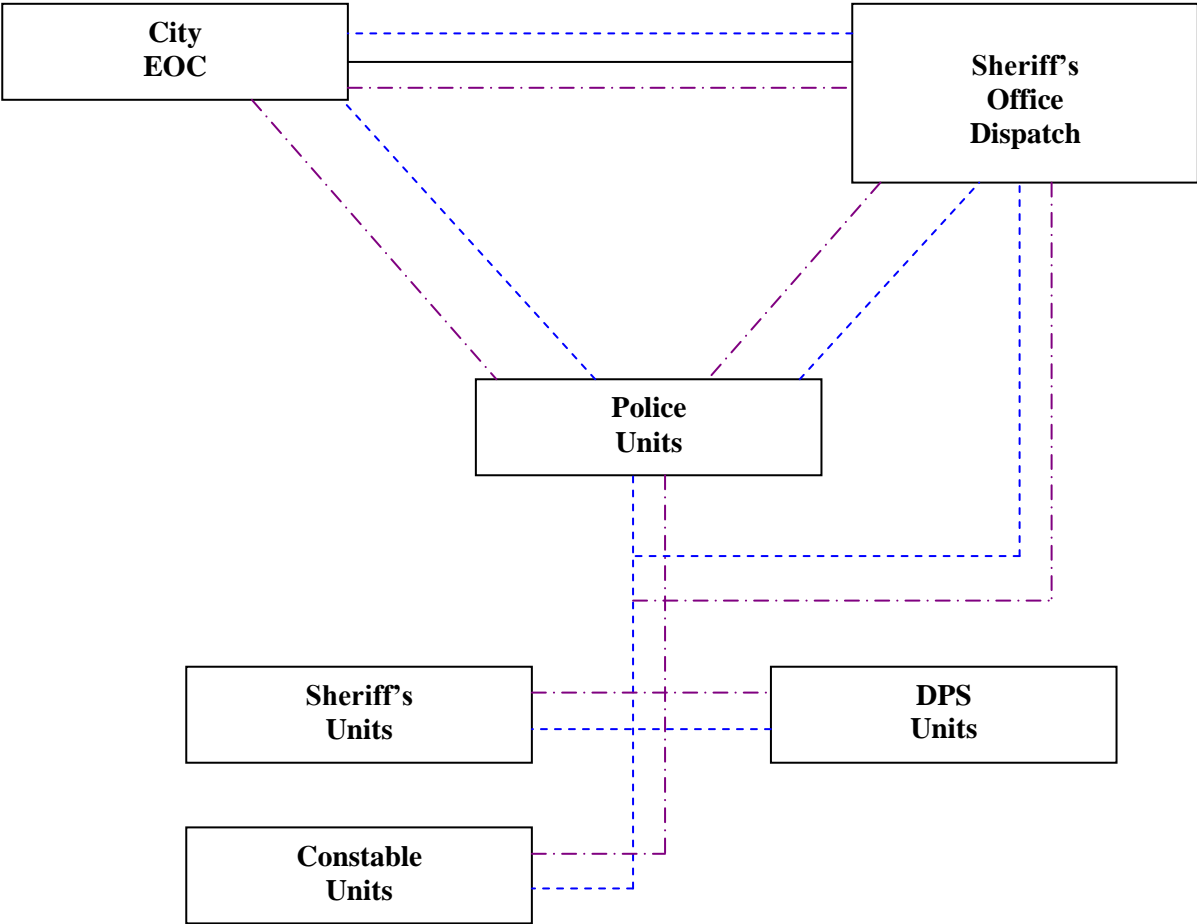 City
EOC
Sheriff’s
Office
Dispatch
Police
Units
Sheriff’s
Units
DPS
Units
Constable
Units